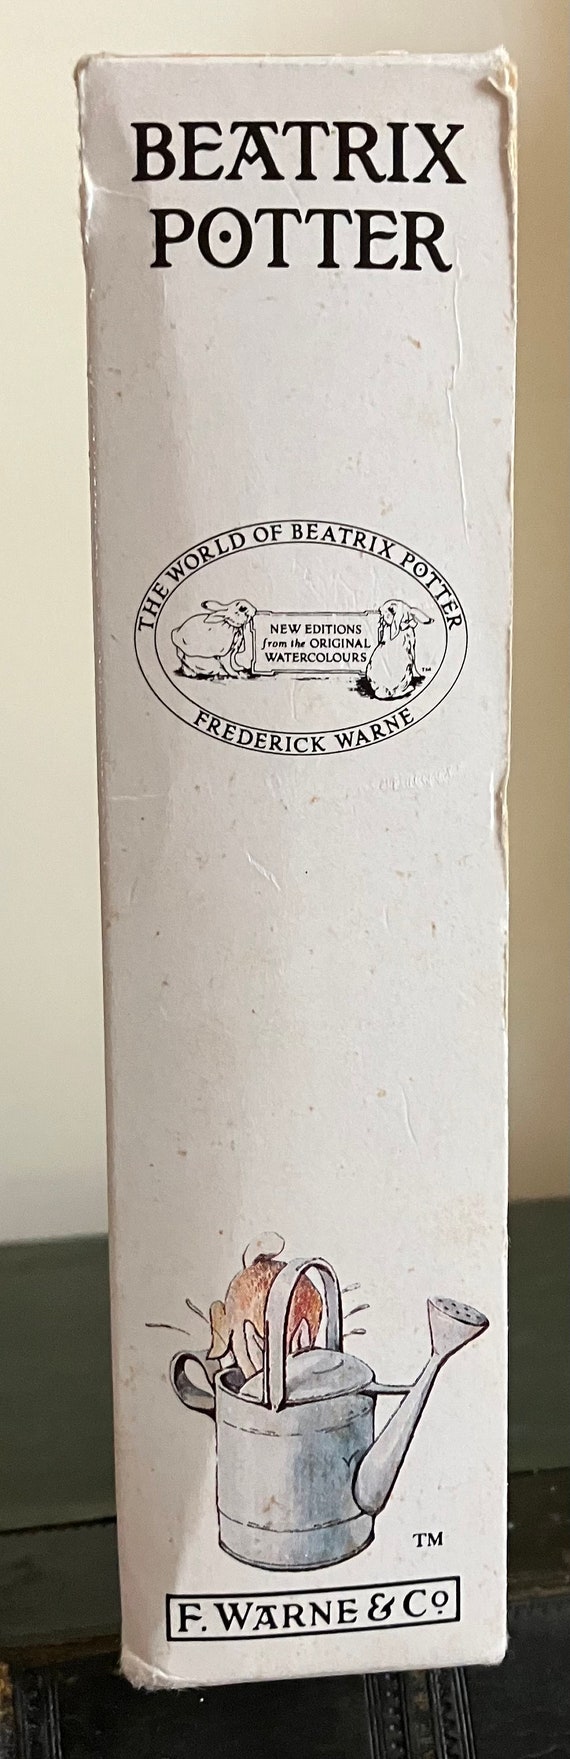 BEATRIX
POTTER
THE WORLD OF BEATRIX POTTER
NEW EDITIONS
from the ORIGINAL
WATERCOLOURS
TM
FREDERICK WARNE
TM
F. WARNE & Co